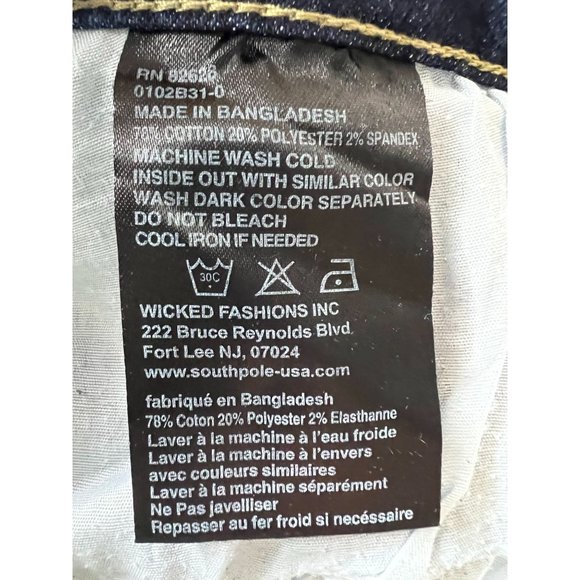 RN 82620
0102B31-0
MADE IN BANGLADESH
78% COTTON 20% POLYESTER 2% SPANDEX
MACHINE WASH COLD
INSIDE OUT WITH SIMILAR COLOR
WASH DARK COLOR SEPARATELY
DO NOT BLEACH
COOL IRON IF NEEDED
30C
WICKED FASHIONS INC
222 Bruce Reynolds Blvd.
Fort Lee NJ, 07024
www.southpole-usa.com
fabriqué en Bangladesh
78% Coton 20% Polyester 2% Elasthanne
Laver à la machine à l'eau froide
Laver à la machine à l'envers
avec couleurs similaires
Laver à la machine séparément
Ne Pas javelliser
Repasser au fer froid si necéssaire